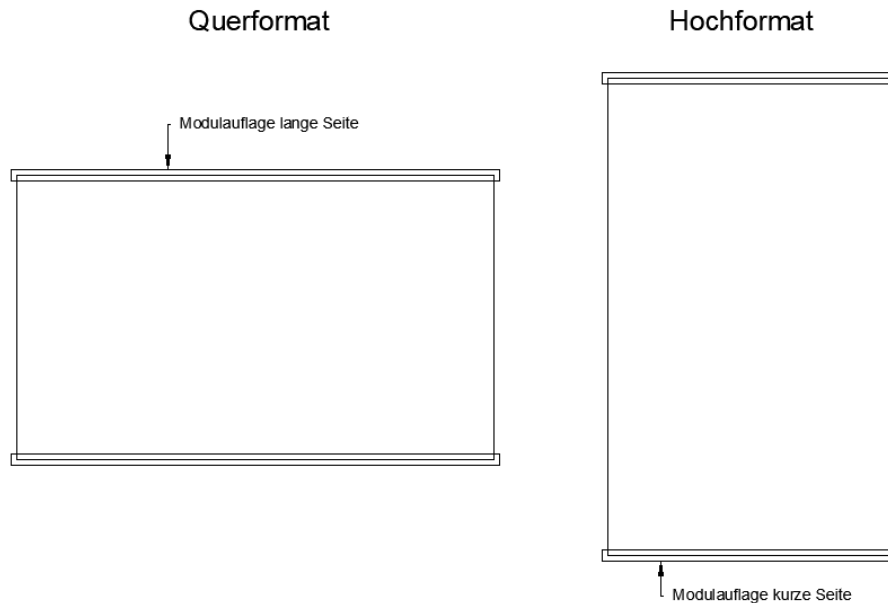 Querformat
Hochformat
Modulauflage lange Seite
Modulauflage kurze Seite